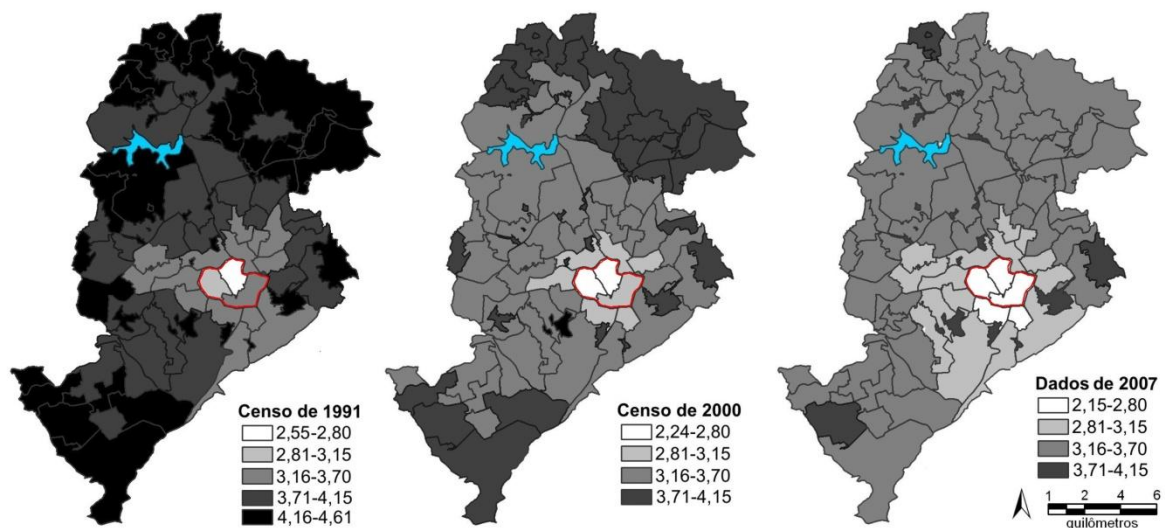 Censo de 1991
2,55-2,80
2,81-3,15
3,16-3,70
3,71-4,15
4,16-4,61
Censo de 2000
2,24-2,80
2,81-3,15
3,16-3,70
3,71-4,15
Dados de 2007
2,15-2,80
2,81-3,15
3,16-3,70
3,71-4,15
1 0 1 2 4 6
quilômetros